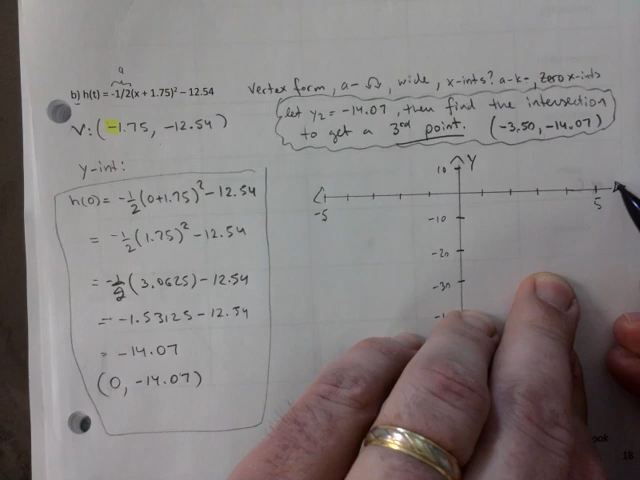 a
b) h(t) = -1/2(x + 1.75)² – 12.54
Vertex form, a-, wide, x-ints? a-k-, zero x-ints
let y₂ = -14.07, then find the intersection
to get a 3rd point. (-3.50, -14.07)
V: (-1.75, -12.54)
y-int:
h(0) = -1/2(0+1.75)² - 12.54
= -1/2(1.75)² - 12.54
= -1/2(3.0625) - 12.54
= -1.53125 - 12.54
= -14.07
(0, -14.07)
Y
10
-5
5
-10
-20
-30
18